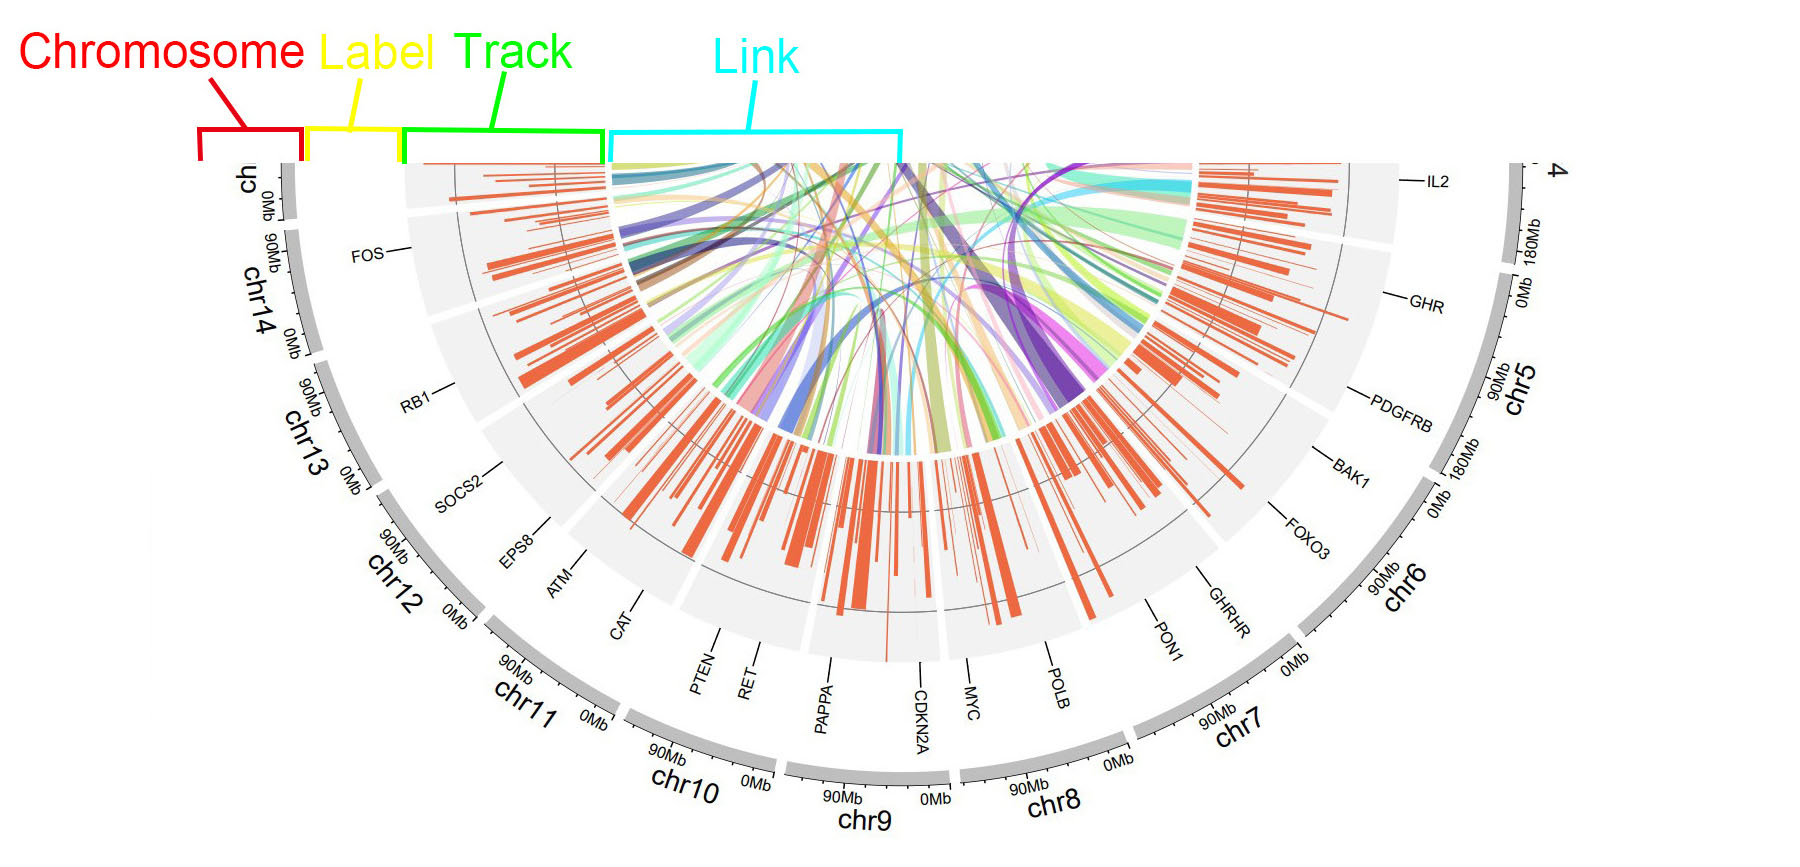 Chromosome Label Track Link
ch
0Mb
4
IL2
180Mb
FOS
90Mb
chr14
0Mb
GHR
0Mb
90Mb
chr5
180Mb
RB1
90Mb
chr13
0Mb
PDGFRB
BAK1
0Mb
SOCS2
FOXO3
90Mb
chr6
EPS8
90Mb
chr12
0Mb
ATM
GHRHR
0Mb
CAT
PON1
90Mb
chr11
0Mb
PTEN
RET
PAPPA
CDKN2A
MYC
POLB
90Mb
chr7
0Mb
90Mb
chr10
0Mb
90Mb
chr9
0Mb
90Mb
chr8